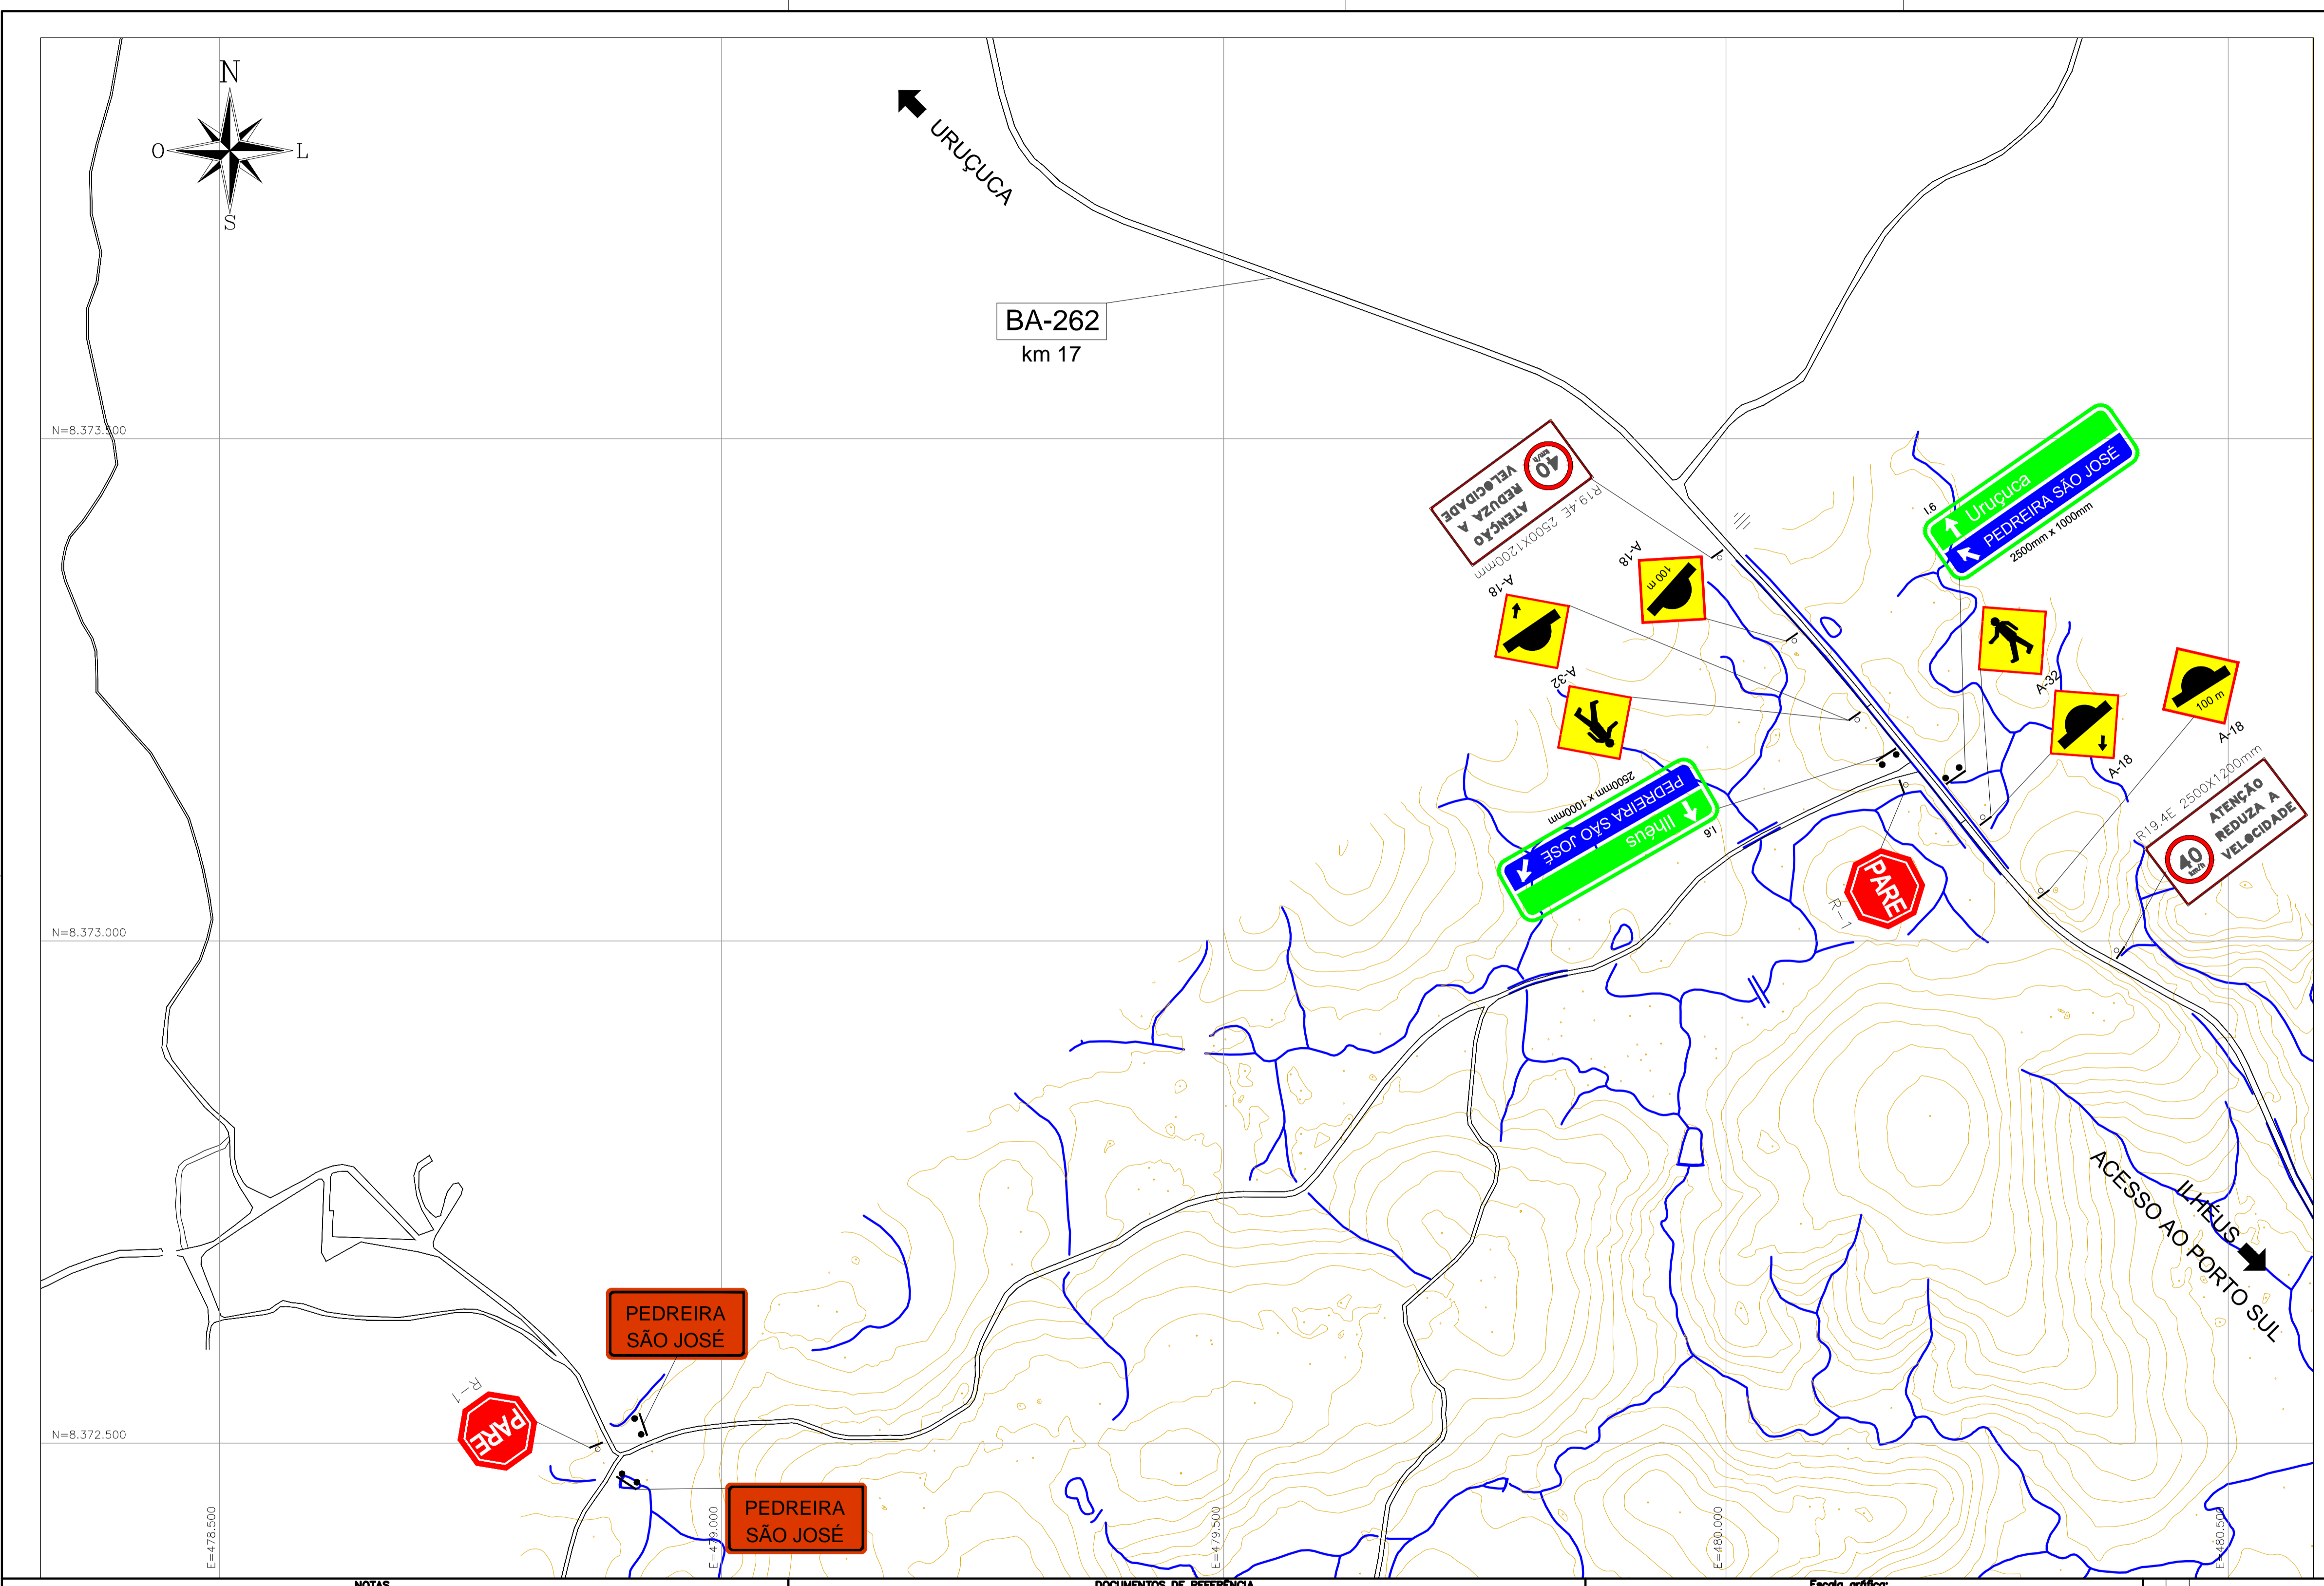 N
O
L
S
URUÇUCA
BA-262
km 17
N=8.373.500
ATENÇÃO
REDUZA A
VELOCIDADE
40
km/h
R19.4E 2500X1200mm
A-18
100 m
A-18
A-32
I.6
Uruçuca
PEDREIRA SÃO JOSÉ
2500mm x 1000mm
A-32
A-18
100 m
A-18
R19.4E 2500X1200mm
40
km/h
ATENÇÃO
REDUZA A
VELOCIDADE
I.6
Ilhéus
PEDREIRA SÃO JOSÉ
2500mm x 1000mm
PARE
R-1
N=8.373.000
ILHÉUS
ACESSO AO PORTO SUL
PEDREIRA
SÃO JOSÉ
R-1
PARE
N=8.372.500
PEDREIRA
SÃO JOSÉ
E=478.500
E=479.000
E=479.500
E=480.000
E=480.500
NOTAS
DOCUMENTOS DE REFERÊNCIA
Escala gráfica: